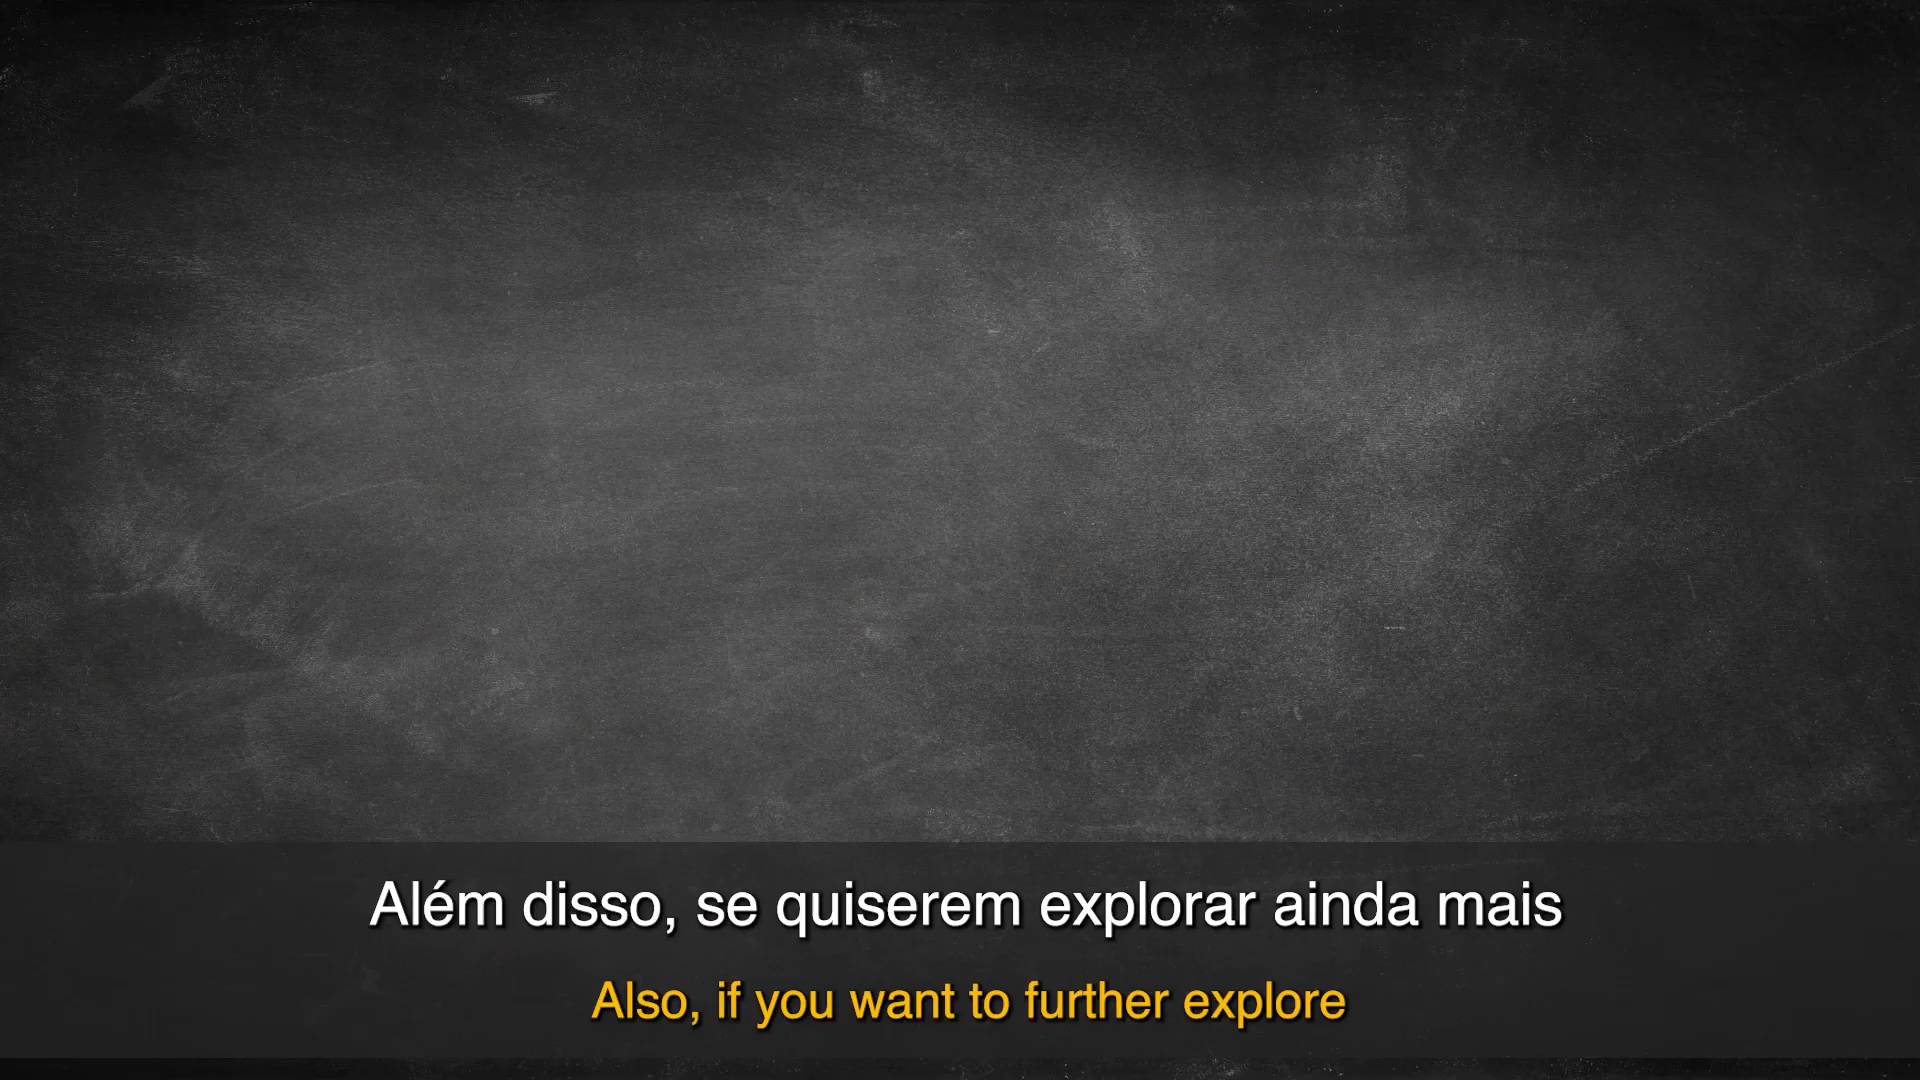 Além disso, se quiserem explorar ainda mais
Also, if you want to further explore